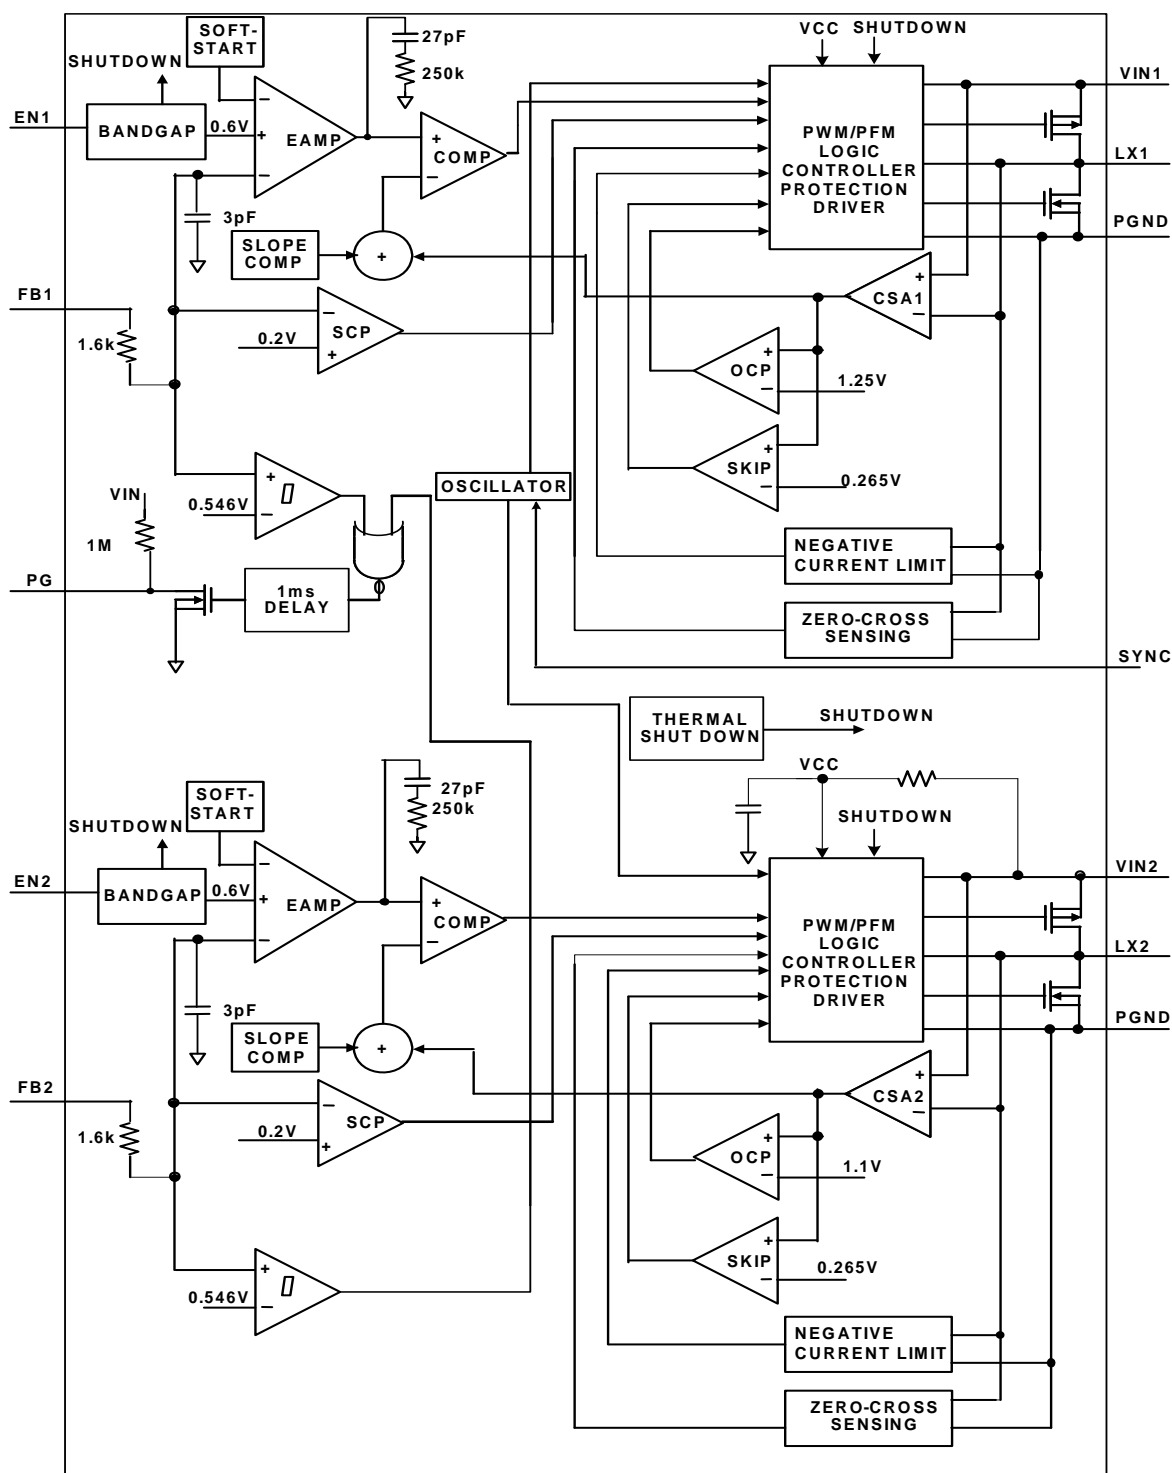 SOFT-
START
27pF
250k
SHUTDOWN
VCC
SHUTDOWN
VIN1
EN1
BANDGAP
0.6V
−
+
−
EAMP
+
−
COMP
PWM/PFM
LOGIC
CONTROLLER
PROTECTION
DRIVER
LX1
3pF
SLOPE
COMP
+
PGND
+
−
CSA1
FB1
1.6k
−
+
SCP
0.2V
+
−
OCP
1.25V
+
−
SKIP
0.265V
+
−
0.546V
OSCILLATOR
VIN
1M
PG
1ms
DELAY
NEGATIVE
CURRENT LIMIT
ZERO-CROSS
SENSING
SYNC
THERMAL
SHUT DOWN
SHUTDOWN
VCC
SHUTDOWN
SOFT-
START
27pF
250k
SHUTDOWN
EN2
BANDGAP
0.6V
−
+
−
EAMP
+
−
COMP
PWM/PFM
LOGIC
CONTROLLER
PROTECTION
DRIVER
VIN2
LX2
3pF
SLOPE
COMP
+
PGND
+
−
CSA2
FB2
1.6k
−
+
SCP
0.2V
+
−
OCP
1.1V
+
−
SKIP
0.265V
+
−
0.546V
NEGATIVE
CURRENT LIMIT
ZERO-CROSS
SENSING